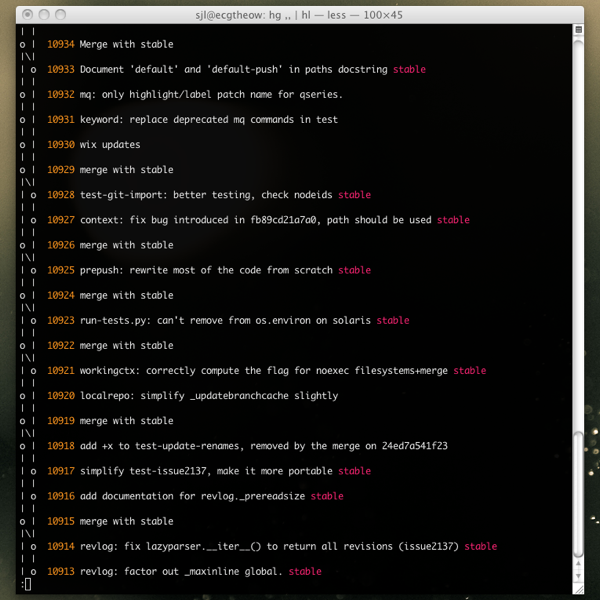 sjl@ecgtheow: hg ,, | hl — less — 100×45
| |
o |  10934 Merge with stable
|\|
| o  10933 Document 'default' and 'default-push' in paths docstring stable
| |
o |  10932 mq: only highlight/label patch name for qseries.
| |
o |  10931 keyword: replace deprecated mq commands in test
| |
o |  10930 wix updates
| |
o |  10929 merge with stable
|\|
| o  10928 test-git-import: better testing, check nodeids stable
| |
| o  10927 context: fix bug introduced in fb89cd21a7a0, path should be used stable
| |
o |  10926 merge with stable
|\|
| o  10925 prepush: rewrite most of the code from scratch stable
| |
o |  10924 merge with stable
|\|
| o  10923 run-tests.py: can't remove from os.environ on solaris stable
| |
o |  10922 merge with stable
|\|
| o  10921 workingctx: correctly compute the flag for noexec filesystems+merge stable
| |
o |  10920 localrepo: simplify _updatebranchcache slightly
| |
o |  10919 merge with stable
|\|
o |  10918 add +x to test-update-renames, removed by the merge on 24ed7a541f23
| |
| o  10917 simplify test-issue2137, make it more portable stable
| |
| o  10916 add documentation for revlog._prereadsize stable
| |
o |  10915 merge with stable
|\|
| o  10914 revlog: fix lazyparser.__iter__() to return all revisions (issue2137) stable
| |
| o  10913 revlog: factor out _maxinline global. stable
: